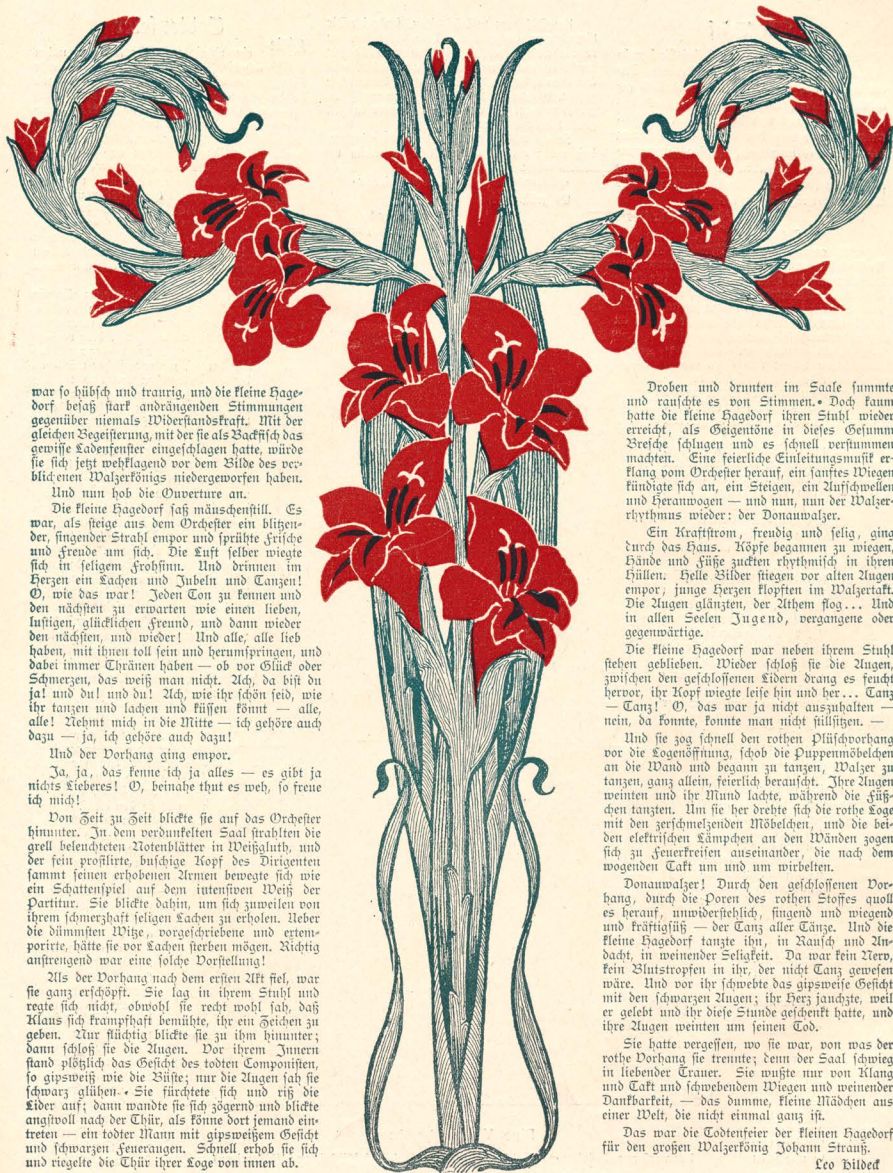 war so hübsch und traurig, und die kleine Hage-
dorf besaß stark andrängenden Stimmungen
gegenüber niemals Widerstandskraft. Mit der
gleichen Begeisterung, mit der sie als Backfisch das
gewisse Ladenfenster eingeschlagen hatte, würde
sie sich jetzt wehklagend vor dem Bilde des ver-
blichenen Walzerkönigs niedergeworfen haben.
Und nun hob die Ouverture an.
Die kleine Hagedorf saß mäuschenstill. Es
war, als steige aus dem Orchester ein blitzen-
der, singender Strahl empor und sprühte Frische
und Freude um sich. Die Luft selber wiegte
sich in seligem Frohsinn. Und drinnen im
Herzen ein Lachen und Jubeln und Tanzen!
O, wie das war! Jeden Ton zu kennen und
den nächsten zu erwarten wie einen lieben,
lustigen, glücklichen Freund, und dann wieder
den nächsten, und wieder! Und alle, alle lieb
haben, mit ihnen toll sein und herumspringen, und
dabei immer Thränen haben — ob vor Glück oder
Schmerzen, das weiß man nicht. Ach, da bist du
ja! und du! und du! Ach, wie ihr schön seid, wie
ihr tanzen und lachen und küssen könnt — alle,
alle! Nehmt mich in die Mitte — ich gehöre auch
dazu — ja, ich gehöre auch dazu!
Und der Vorhang ging empor.
Ja, ja, das kenne ich ja alles — es gibt ja
nichts Lieberes! O, beinahe thut es weh, so freue
ich mich!
Von Zeit zu Zeit blickte sie auf das Orchester
hinunter. In dem verdunkelten Saal strahlten die
grell beleuchteten Notenblätter in Weißgluth, und
der fein profilirte, buschige Kopf des Dirigenten
sammt seinen erhobenen Armen bewegte sich wie
ein Schattenspiel auf dem intensiven Weiß der
Partitur. Sie blickte dahin, um sich zuweilen von
ihrem schmerzhaft seligen Lachen zu erholen. Ueber
die dümmsten Witze, vorgeschriebene und extem-
porirte, hätte sie vor Lachen sterben mögen. Richtig
anstrengend war eine solche Vorstellung!
Als der Vorhang nach dem ersten Akt fiel, war
sie ganz erschöpft. Sie lag in ihrem Stuhl und
regte sich nicht, obwohl sie recht wohl sah, daß
Klaus sich krampfhaft bemühte, ihr ein Zeichen zu
geben. Nur flüchtig blickte sie zu ihm hinunter;
dann schloß sie die Augen. Vor ihrem Innern
stand plötzlich das Gesicht des todten Componisten,
so gipsweiß wie die Büste; nur die Augen sah sie
schwarz glühen. Sie fürchtete sich und riß die
Lider auf; dann wandte sie sich zögernd und blickte
angstvoll nach der Thür, als könne dort jemand ein-
treten — ein todter Mann mit gipsweißem Gesicht
und schwarzen Feueraugen. Schnell erhob sie sich
und riegelte die Thür ihrer Loge von innen ab.
Droben und drunten im Saale summte
und rauschte es von Stimmen. Doch kaum
hatte die kleine Hagedorf ihren Stuhl wieder
erreicht, als Geigentöne in dieses Gesumm
Bresche schlugen und es schnell verstummen
machten. Eine feierliche Einleitungsmusik er-
klang vom Orchester herauf, ein sanftes Wiegen
kündigte sich an, ein Steigen, ein Aufschwellen
und Heranwogen — und nun, nun der Walzer-
rhythmus wieder: der Donauwalzer.
Ein Kraftstrom, freudig und selig, ging
durch das Haus. Köpfe begannen zu wiegen,
Hände und Füße zuckten rhythmisch in ihren
Hüllen. Helle Bilder stiegen vor alten Augen
empor; junge Herzen klopften im Walzertakt.
Die Augen glänzten, der Athem flog... Und
in allen Seelen Jugend, vergangene oder
gegenwärtige.
Die kleine Hagedorf war neben ihrem Stuhl
stehen geblieben. Wieder schloß sie die Augen,
zwischen den geschlossenen Lidern drang es feucht
hervor, ihr Kopf wiegte leise hin und her... Tanz
— Tanz! O, das war ja nicht auszuhalten —
nein, da konnte, konnte man nicht stillsitzen. —
Und sie zog schnell den rothen Plüschvorhang
vor die Logenöffnung, schob die Puppenmöbelchen
an die Wand und begann zu tanzen, Walzer zu
tanzen, ganz allein, feierlich berauscht. Ihre Augen
weinten und ihr Mund lachte, während die Füß-
chen tanzten. Um sie her drehte sich die rothe Loge
mit den zerschmelzenden Möbelchen, und die bei-
den elektrischen Lämpchen an den Wänden zogen
sich zu Feuerkreisen auseinander, die nach dem
wogenden Takt um und um wirbelten.
Donauwalzer! Durch den geschlossenen Vor-
hang, durch die Poren des rothen Stoffes quoll
es herauf, unwiderstehlich, singend und wiegend
und kräftigsüß — der Tanz aller Tänze. Und die
kleine Hagedorf tanzte ihn, in Rausch und An-
dacht, in weinender Seligkeit. Da war kein Nerv,
kein Blutstropfen in ihr, der nicht Tanz gewesen
wäre. Und vor ihr schwebte das gipsweiße Gesicht
mit den schwarzen Augen; ihr Herz jauchzte, weil
er gelebt und ihr diese Stunde geschenkt hatte, und
ihre Augen weinten um seinen Tod.
Sie hatte vergessen, wo sie war, von was der
rothe Vorhang sie trennte; denn der Saal schwieg
in liebender Trauer. Sie wußte nur von Klang
und Takt und schwebendem Wiegen und weinender
Dankbarkeit, — das dumme, kleine Mädchen aus
einer Welt, die nicht einmal ganz ist.
Das war die Todtenfeier der kleinen Hagedorf
für den großen Walzerkönig Johann Strauß.
Leo Hildeck